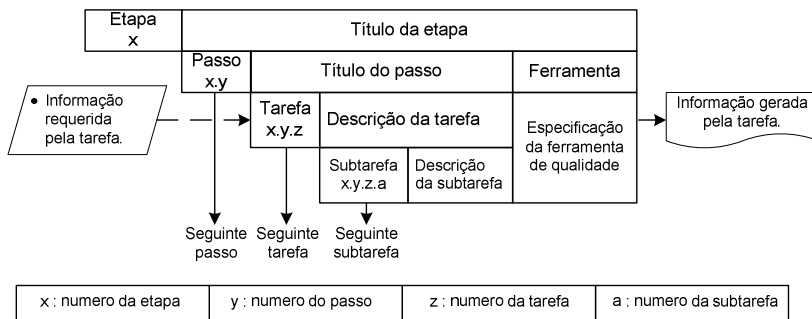 Etapa
x
Título da etapa
Passo
x.y
Título do passo
Ferramenta
• Informação
requerida
pela tarefa.
Tarefa
x.y.z
Descrição da tarefa
Especificação
da ferramenta
de qualidade
Informação gerada
pela tarefa.
Subtarefa
x.y.z.a
Descrição
da subtarefa
Seguinte
passo
Seguinte
tarefa
Seguinte
subtarefa
x : numero da etapa
y : numero do passo
z : numero da tarefa
a : numero da subtarefa